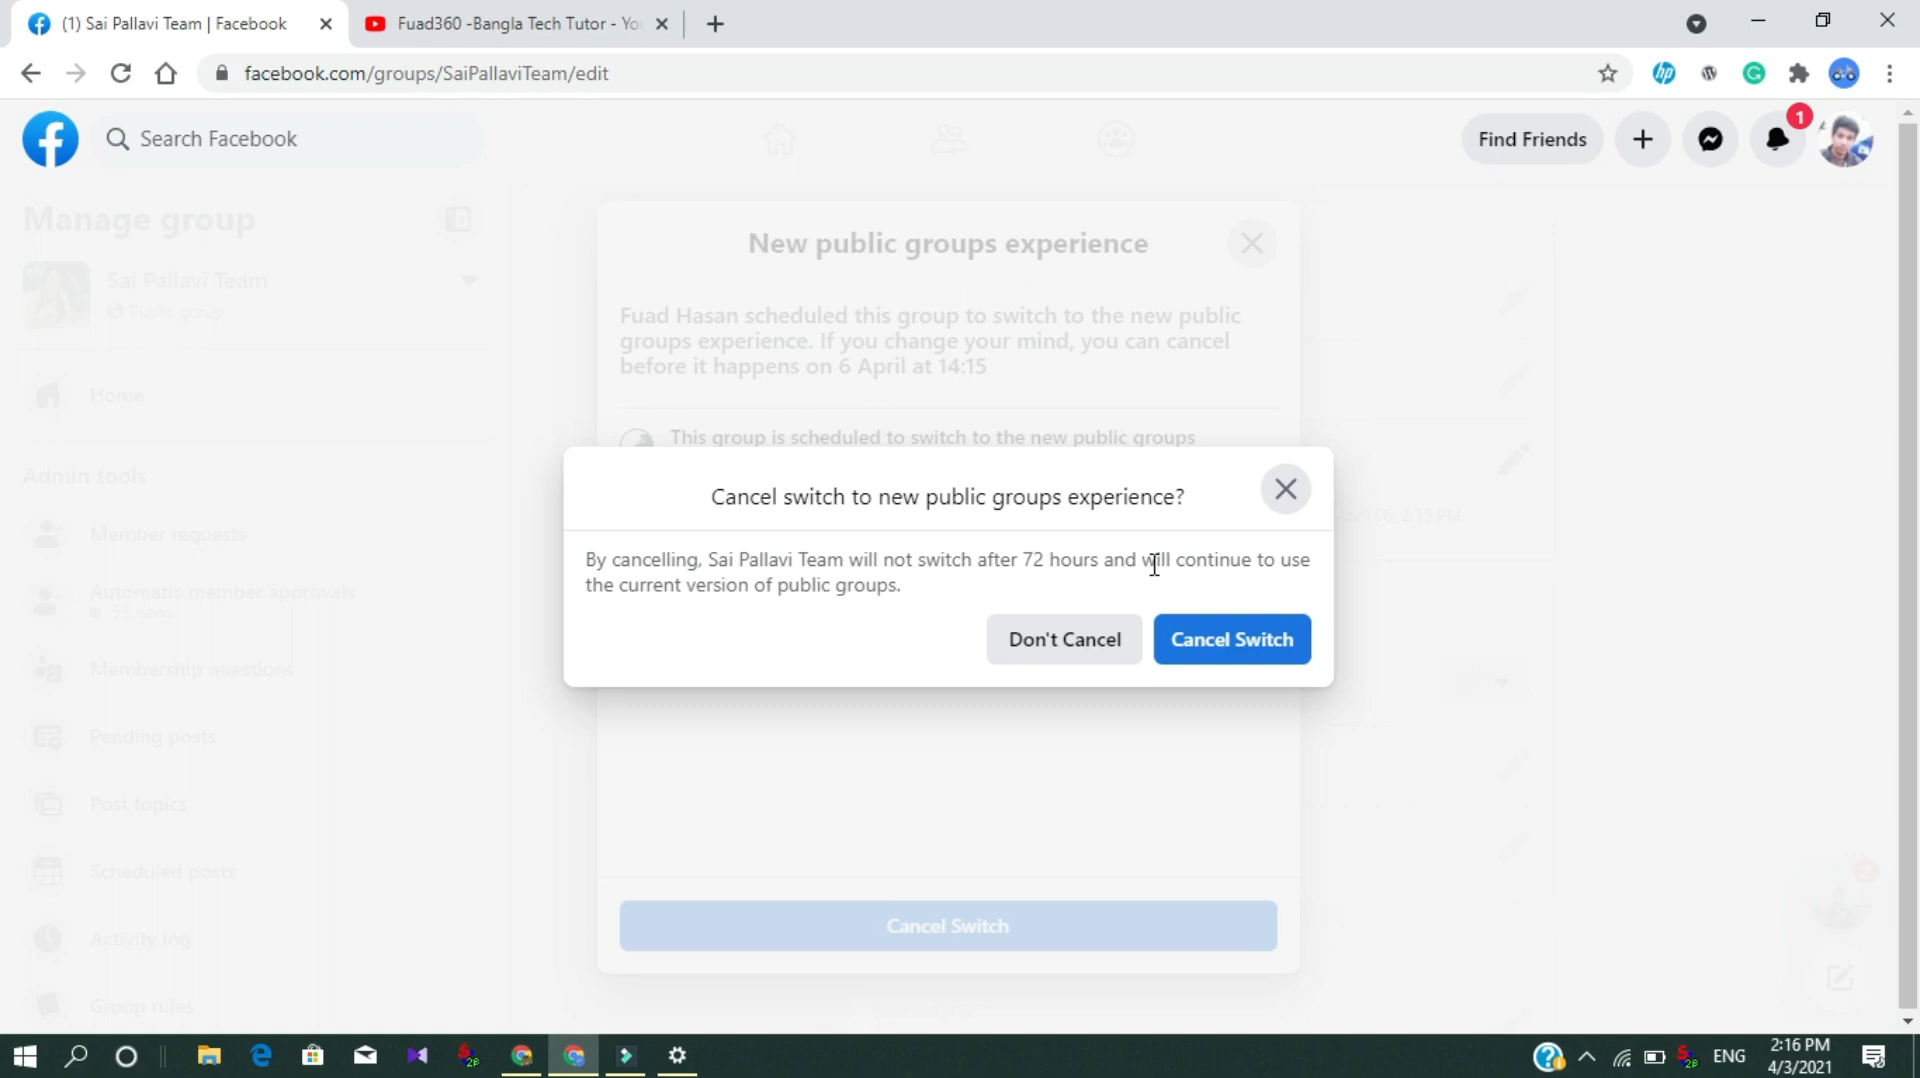 (1) Sai Pallavi Team | Facebook
Fuad360 -Bangla Tech Tutor - You
facebook.com/groups/SaiPallaviTeam/edit
Search Facebook
Find Friends
1
Manage group
Sai Pallavi Team
Public group
Home
Admin tools
Member requests
Automatic member approvals
Membership questions
Pending posts
Post topics
Scheduled posts
Activity log
Group rules
New public groups experience
Fuad Hasan scheduled this group to switch to the new public
groups experience. If you change your mind, you can cancel
before it happens on 6 April at 14:15
This group is scheduled to switch to the new public groups
Cancel switch to new public groups experience?
By cancelling, Sai Pallavi Team will not switch after 72 hours and will continue to use
the current version of public groups.
Don't Cancel
Cancel Switch
April 06, 2:15 PM
2
Cancel Switch
ENG
2:16 PM
4/3/2021